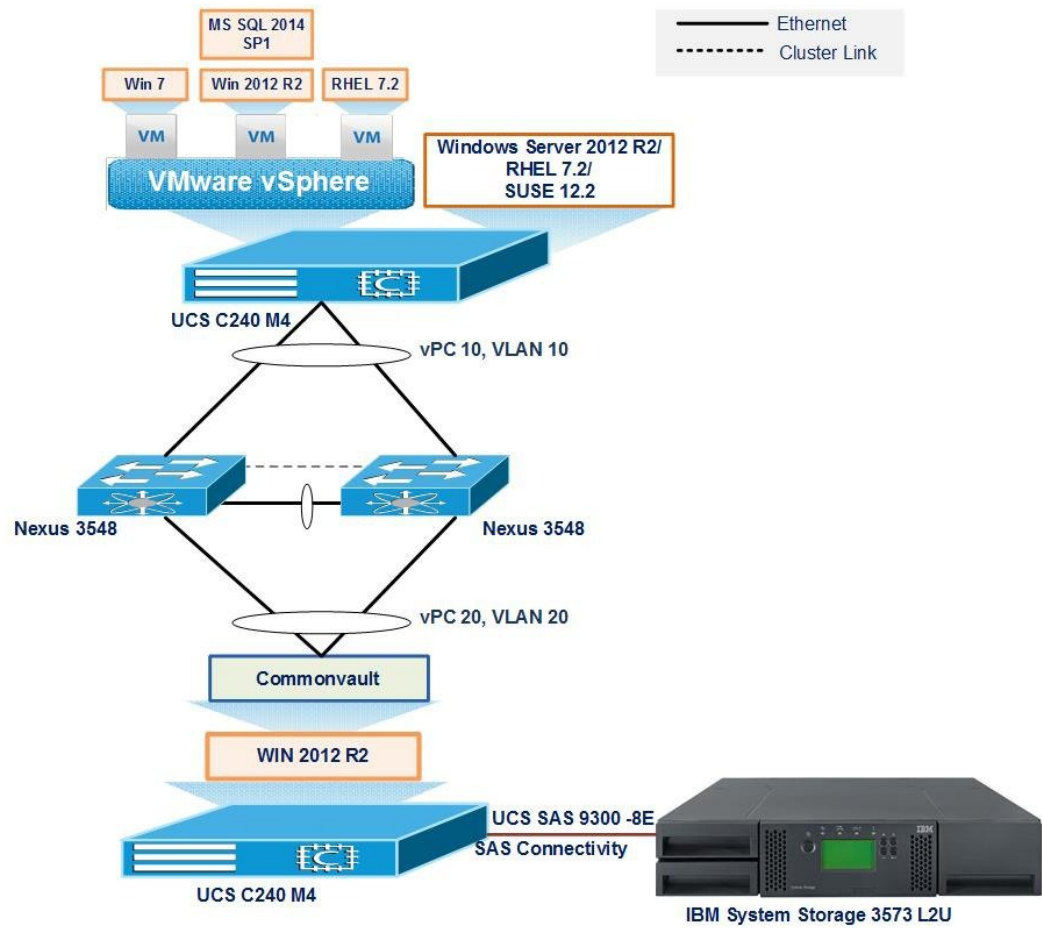 MS SQL 2014
SP1
Ethernet
Cluster Link
Win 7
Win 2012 R2
RHEL 7.2
VM
VM
VM
VMware vSphere
Windows Server 2012 R2/
RHEL 7.2/
SUSE 12.2
UCS C240 M4
vPC 10, VLAN 10
Nexus 3548
Nexus 3548
vPC 20, VLAN 20
Commonvault
WIN 2012 R2
UCS SAS 9300 -8E
SAS Connectivity
IBM
UCS C240 M4
IBM System Storage 3573 L2U